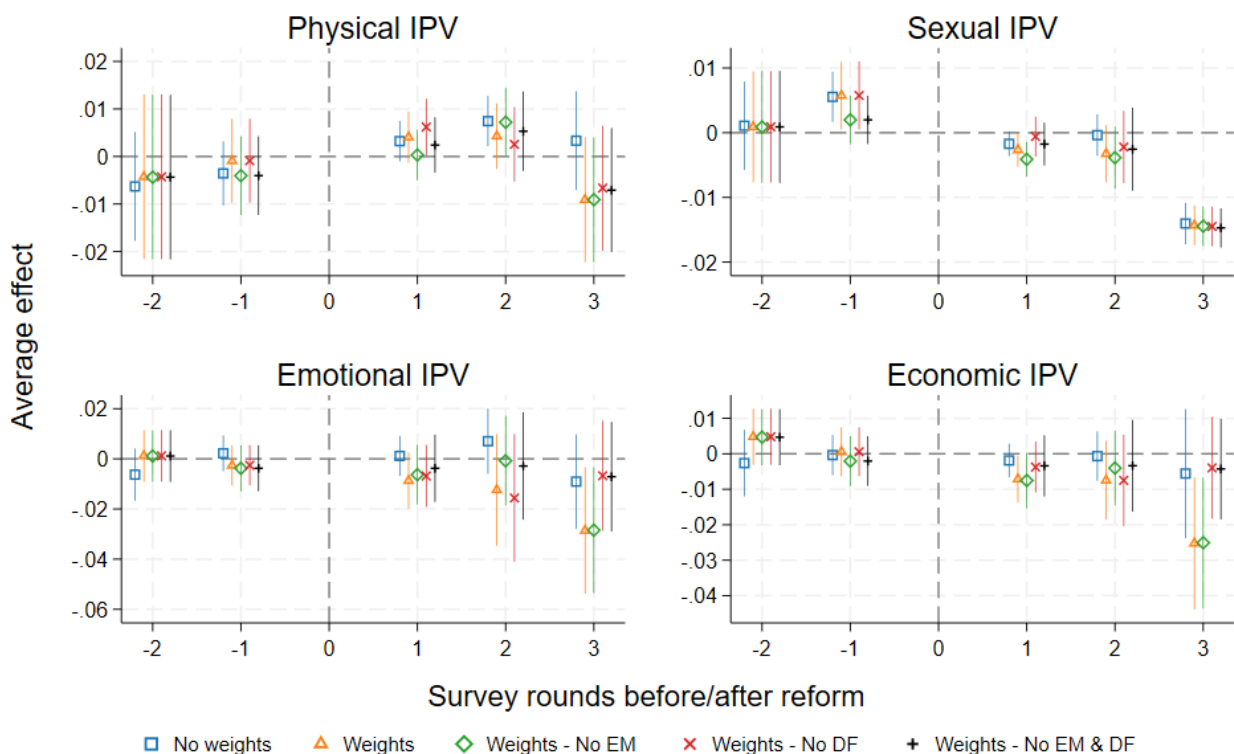 Physical IPV
Sexual IPV
.02
.01
0
-.01
-.02
-2 -1 0 1 2 3
.01
0
-.01
-.02
-2 -1 0 1 2 3
Average effect
Emotional IPV
Economic IPV
.02
0
-.02
-.04
-.06
-2 -1 0 1 2 3
.01
0
-.01
-.02
-.03
-.04
-2 -1 0 1 2 3
Survey rounds before/after reform
No weights Weights Weights - No EM Weights - No DF Weights - No EM & DF